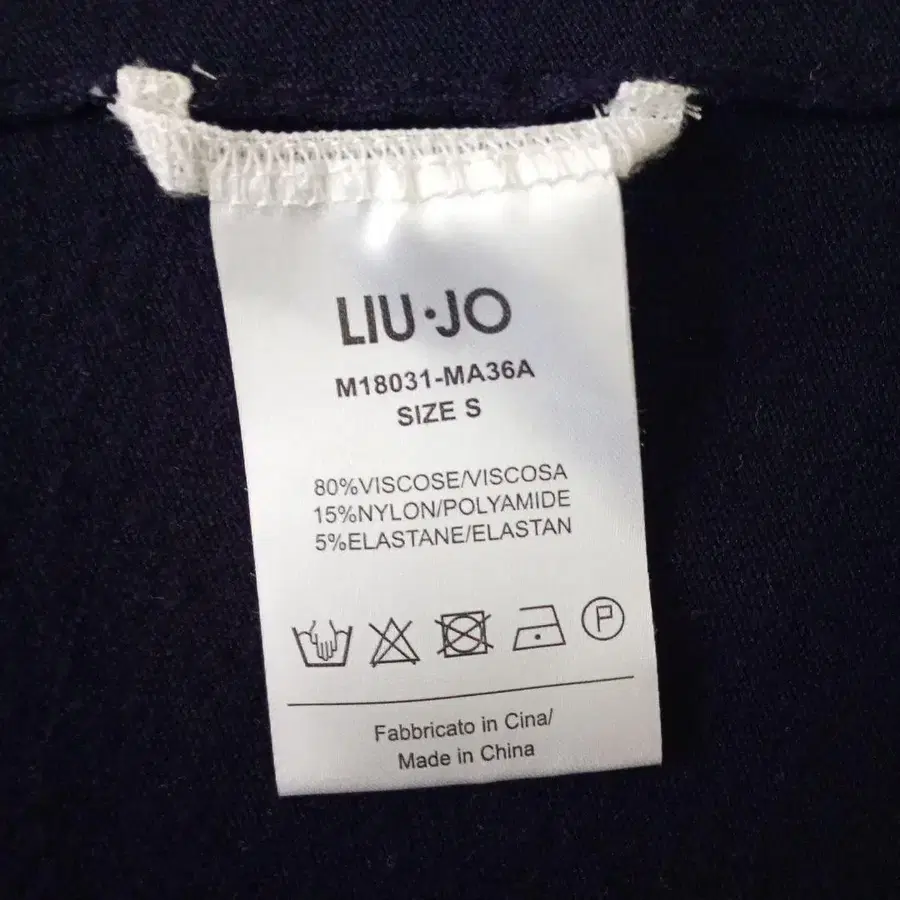 LIU·JO
M18031-MA36A
SIZE S
80%VISCOSE/VISCOSA
15%NYLON/POLYAMIDE
5%ELASTANE/ELASTAN
P
Fabbricato in Cina/
Made in China